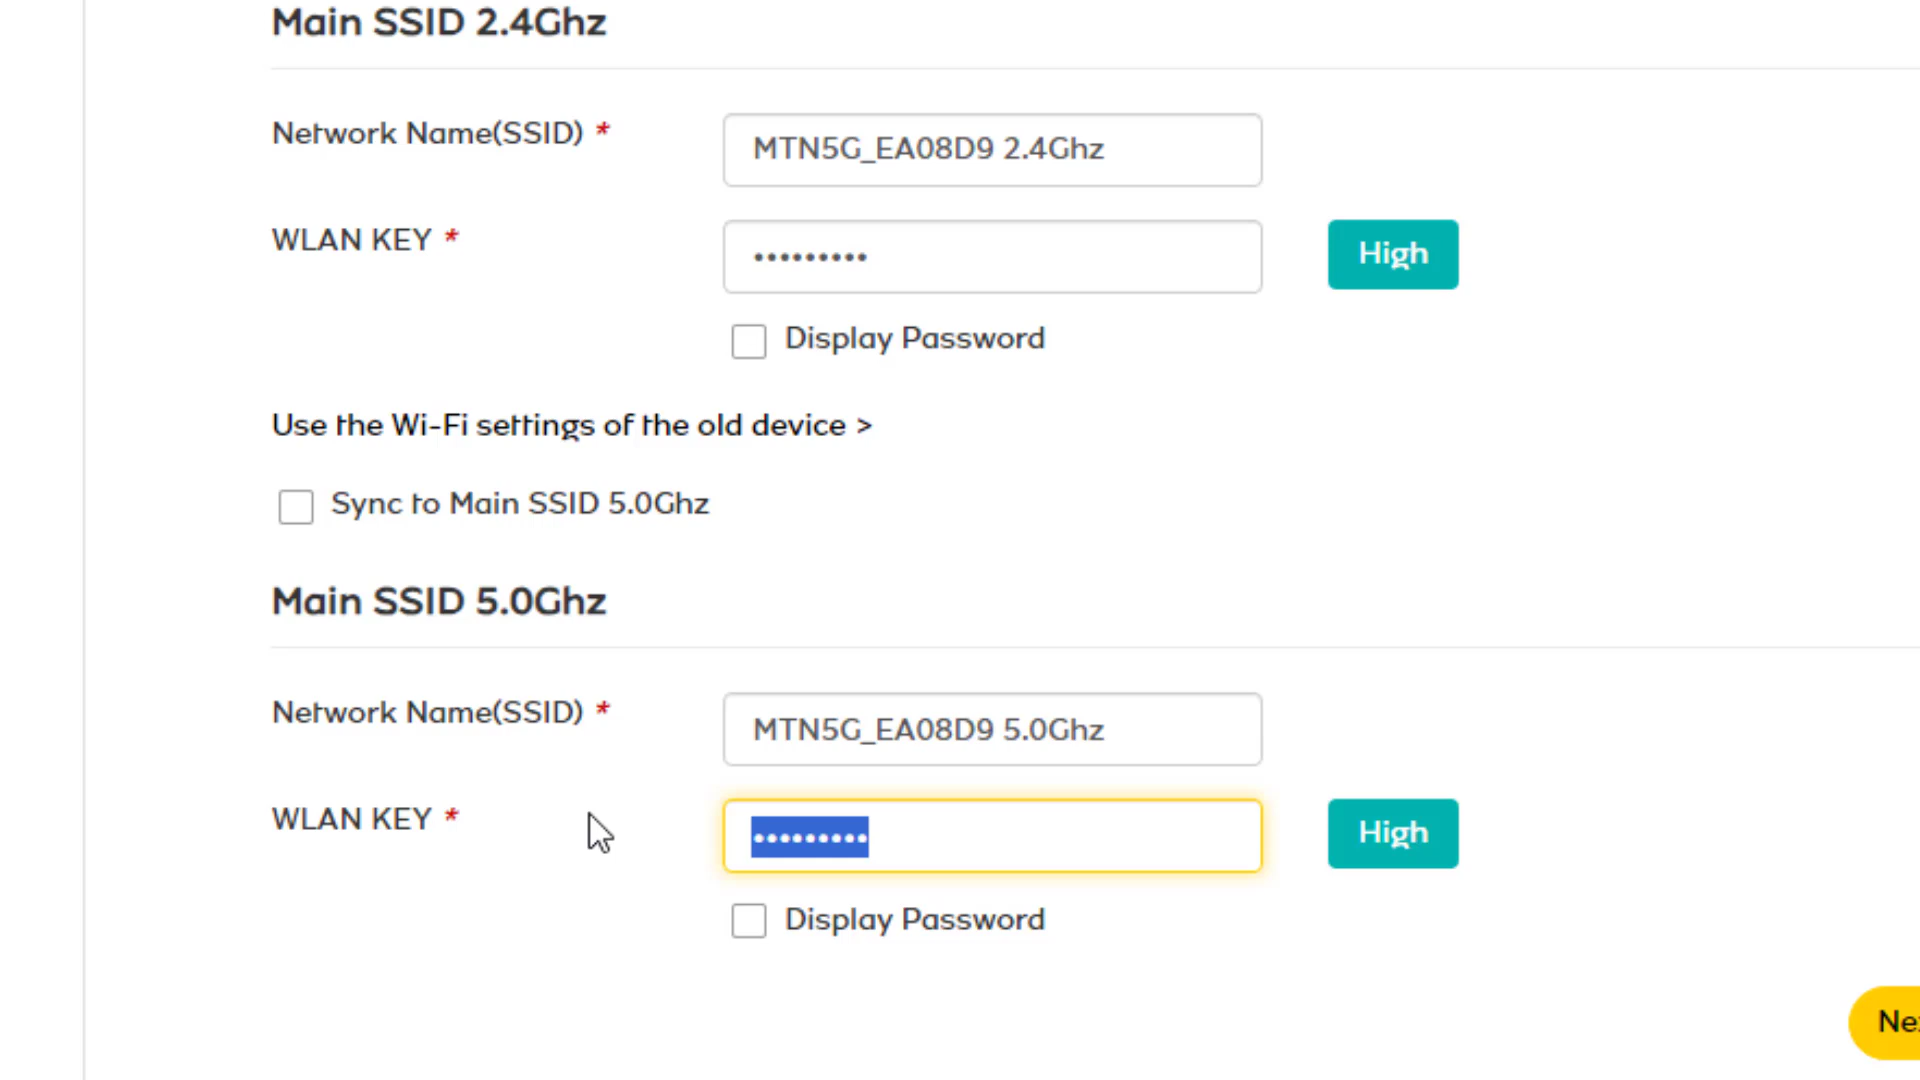 Main SSID 2.4Ghz
Network Name(SSID) *
MTN5G_EA08D9 2.4Ghz
WLAN KEY *
•••••••••
High
Display Password
Use the Wi-Fi settings of the old device >
Sync to Main SSID 5.0Ghz
Main SSID 5.0Ghz
Network Name(SSID) *
MTN5G_EA08D9 5.0Ghz
WLAN KEY *
•••••••••
High
Display Password